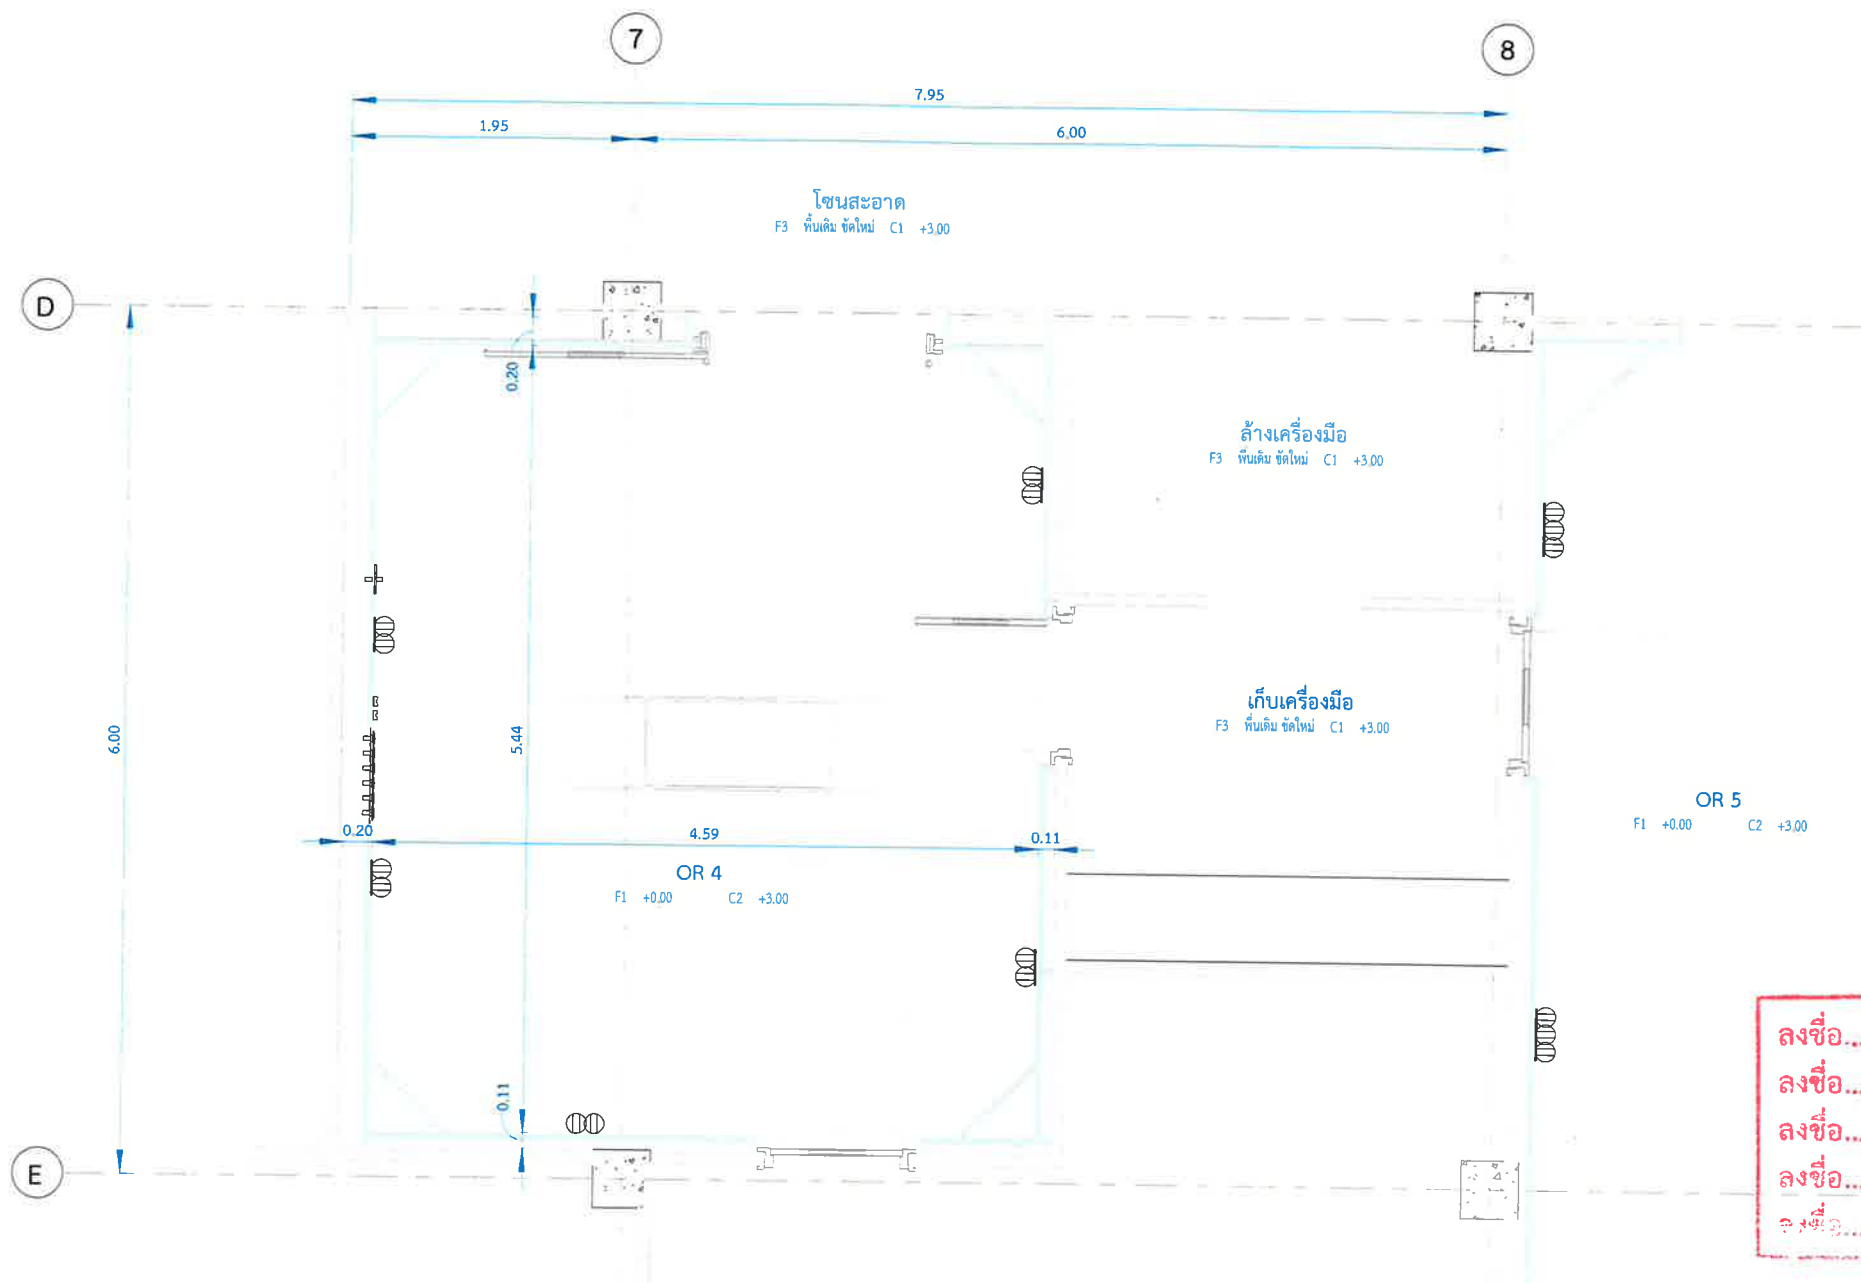 7
8
7.95
1.95
6.00
โซนสะอาด
F3 พื้นเดิม ขัดใหม่ C1 +3.00
D
0.20
ล้างเครื่องมือ
F3 พื้นเดิม ขัดใหม่ C1 +3.00
เก็บเครื่องมือ
F3 พื้นเดิม ขัดใหม่ C1 +3.00
6.00
5.44
OR 5
F1 +0.00 C2 +3.00
0.20
4.59
0.11
OR 4
F1 +0.00 C2 +3.00
0.11
E
ลงชื่อ...
ลงชื่อ...
ลงชื่อ...
ลงชื่อ...
ลงชื่อ...